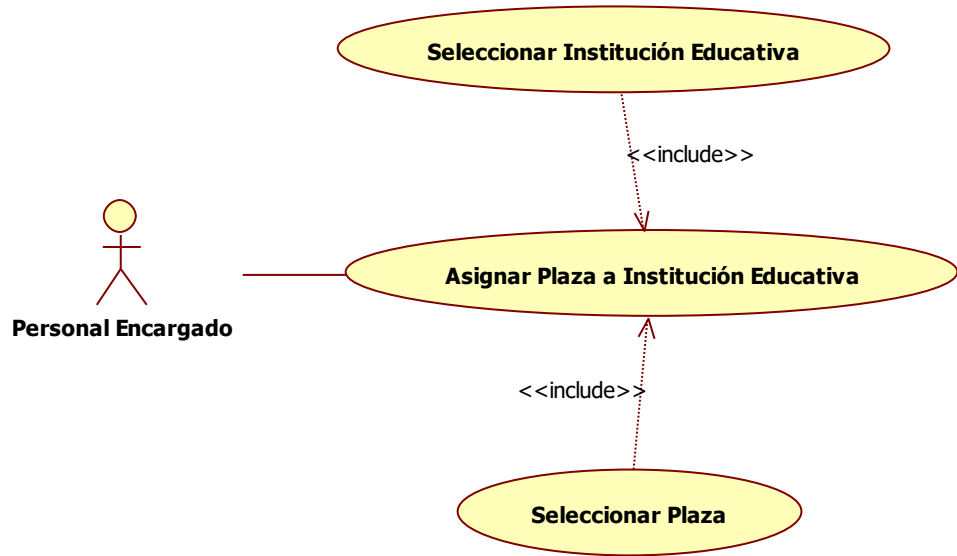 Seleccionar Institución Educativa
<<include>>
Asignar Plaza a Institución Educativa
Personal Encargado
<<include>>
Seleccionar Plaza